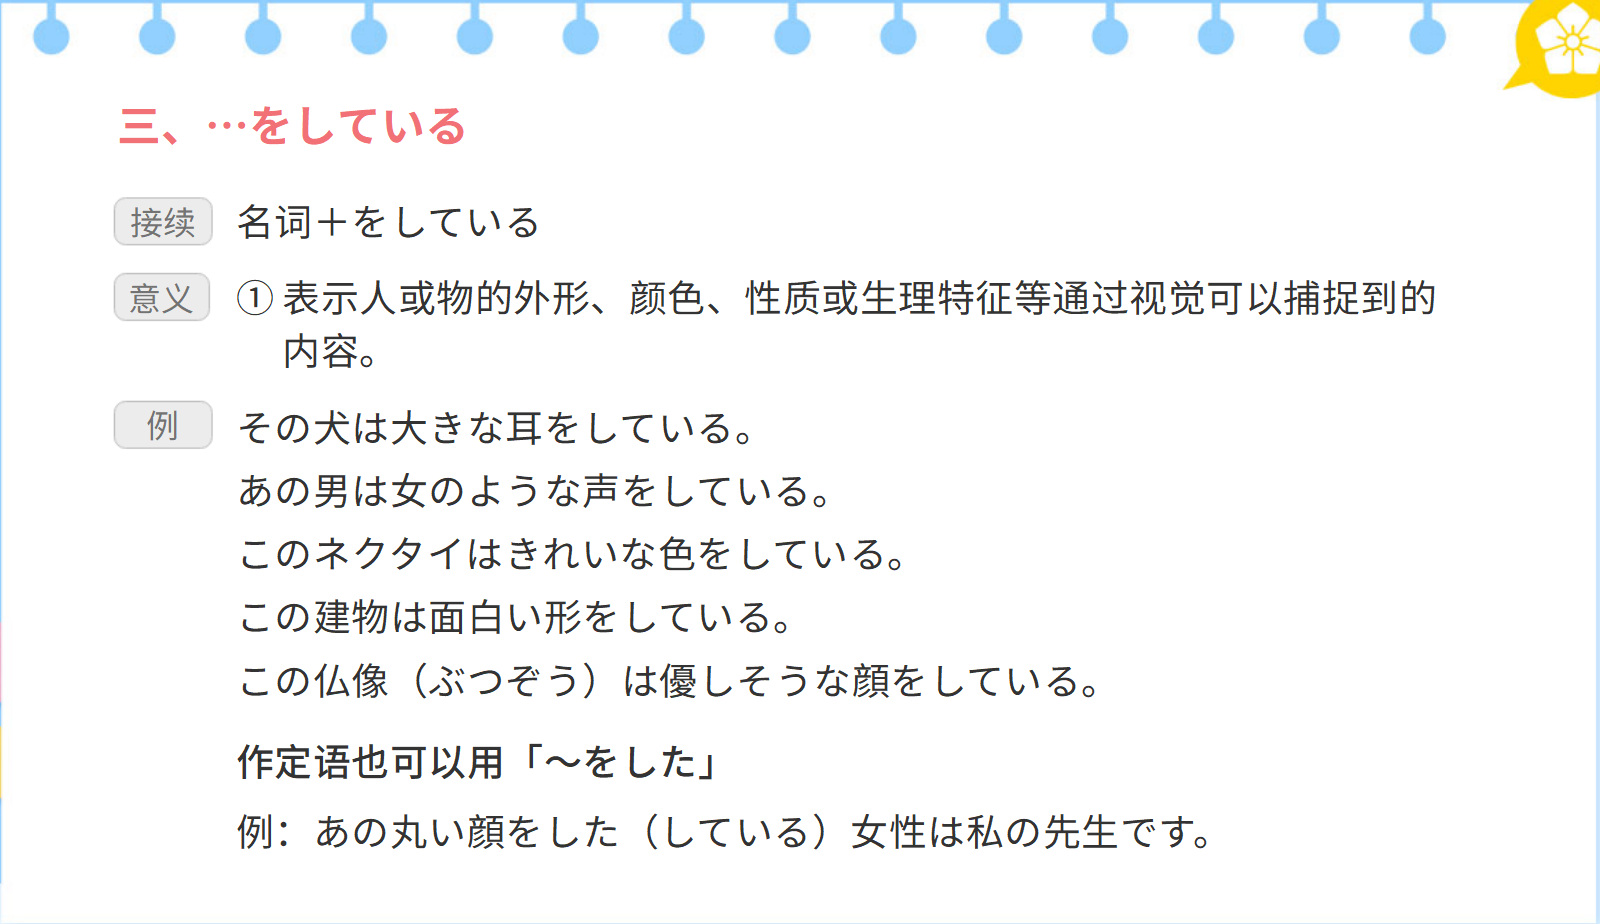 三、…をしている
接续 名词＋をしている
意义 ① 表示人或物的外形、颜色、性质或生理特征等通过视觉可以捕捉到的
内容。
例 その犬は大きな耳をしている。
あの男は女のような声をしている。
このネクタイはきれいな色をしている。
この建物は面白い形をしている。
この仏像（ぶつぞう）は優しそうな顔をしている。
作定语也可以用「～をした」
例：あの丸い顔をした（している）女性は私の先生です。